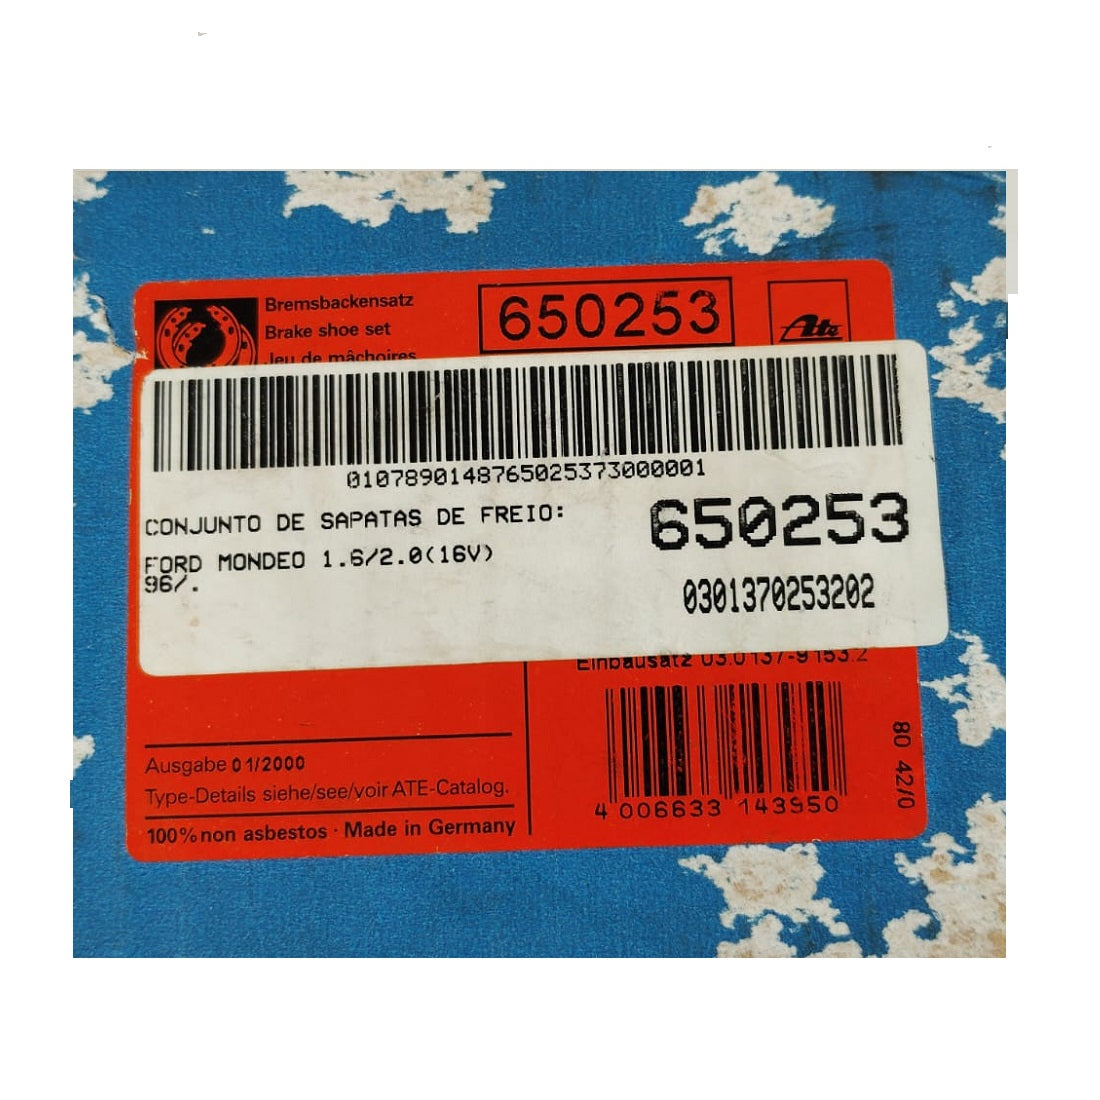 Bremsbackensatz
Brake shoe set
Jeu de mâchoires
650253
Ate
0107890148765025373000001
CONJUNTO DE SAPATAS DE FREIO:
FORD MONDEO 1.6/2.0(16V)
96/.
650253
0301370253202
Einbausatz 03.0137-9153.2
Ausgabe 01/2000
Type-Details siehe/see/voir ATE-Catalog.
100% non asbestos · Made in Germany
4 006633 143950
80 42/0